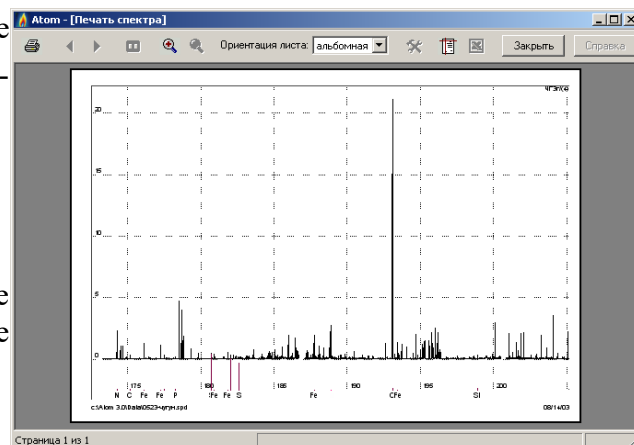 Atom - [Печать спектра]
Ориентация листа: альбомная Закрыть Справка
20
15
10
5
0
175 180 185 190 195 200
N C Fe Fe P Fe Fe S Fe CFe SI
08/14/03
Страница 1 из 1
е
-
е
е